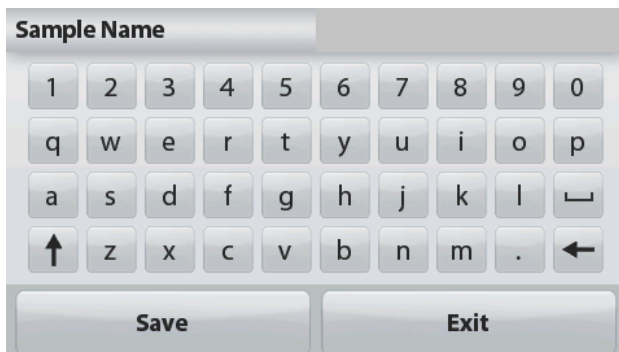 Sample Name
1 2 3 4 5 6 7 8 9 0
q w e r t y u i o p
a s d f g h j k l
z x c v b n m .
Save Exit